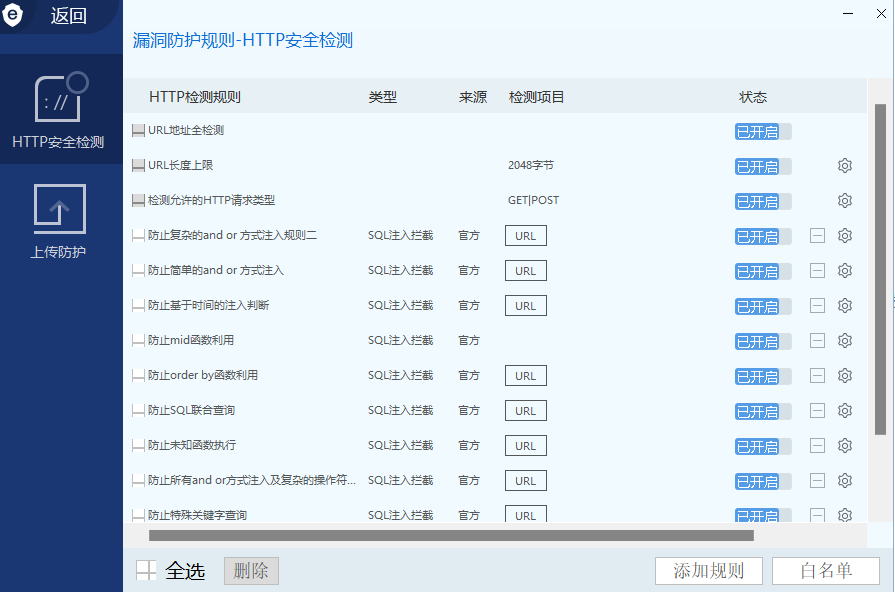 返回
漏洞防护规则-HTTP安全检测
HTTP安全检测
上传防护
HTTP检测规则 类型 来源 检测项目 状态
URL地址全检测 已开启
URL长度上限 2048字节 已开启
检测允许的HTTP请求类型 GET|POST 已开启
防止复杂的and or 方式注入规则二 SQL注入拦截 官方 URL 已开启
防止简单的and or 方式注入 SQL注入拦截 官方 URL 已开启
防止基于时间的注入判断 SQL注入拦截 官方 URL 已开启
防止mid函数利用 SQL注入拦截 官方 已开启
防止order by函数利用 SQL注入拦截 官方 URL 已开启
防止SQL联合查询 SQL注入拦截 官方 URL 已开启
防止未知函数执行 SQL注入拦截 官方 URL 已开启
防止所有and or方式注入及复杂的操作符... SQL注入拦截 官方 URL 已开启
防止特殊关键字查询 SQL注入拦截 官方 URL 已开启
全选 删除 添加规则 白名单